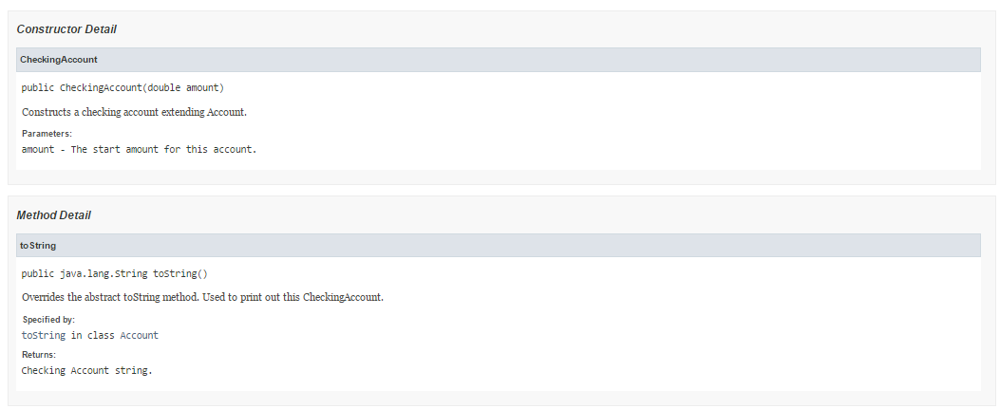 Constructor Detail
CheckingAccount
public CheckingAccount(double amount)
Constructs a checking account extending Account.
Parameters:
amount - The start amount for this account.
Method Detail
toString
public java.lang.String toString()
Overrides the abstract toString method. Used to print out this CheckingAccount.
Specified by:
toString in class Account
Returns:
Checking Account string.